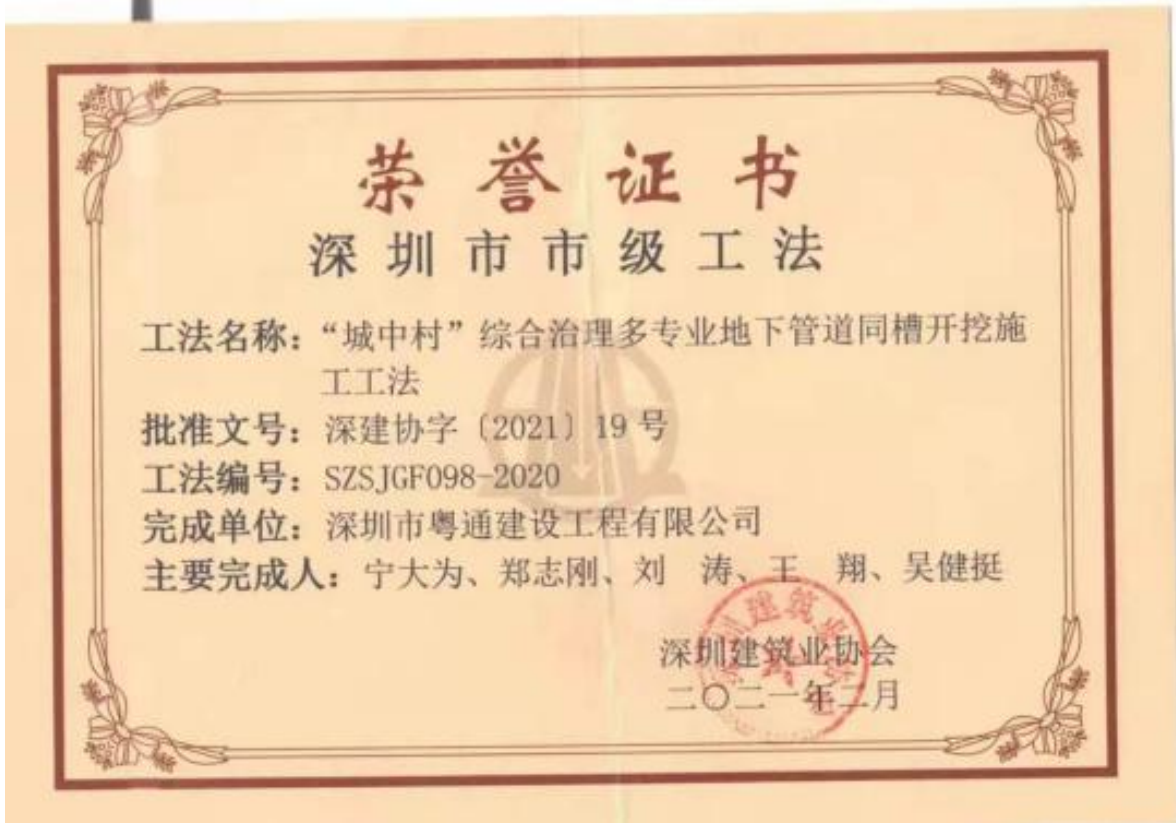 荣誉证书
深圳市市级工法
工法名称：“城中村”综合治理多专业地下管道同槽开挖施
工工法
批准文号：深建协字〔2021〕19 号
工法编号：SZSJGF098-2020
完成单位：深圳市粤通建设工程有限公司
主要完成人：宁大为、郑志刚、刘　涛、王　翔、吴健挺
深圳建筑业协会
二〇二一年二月